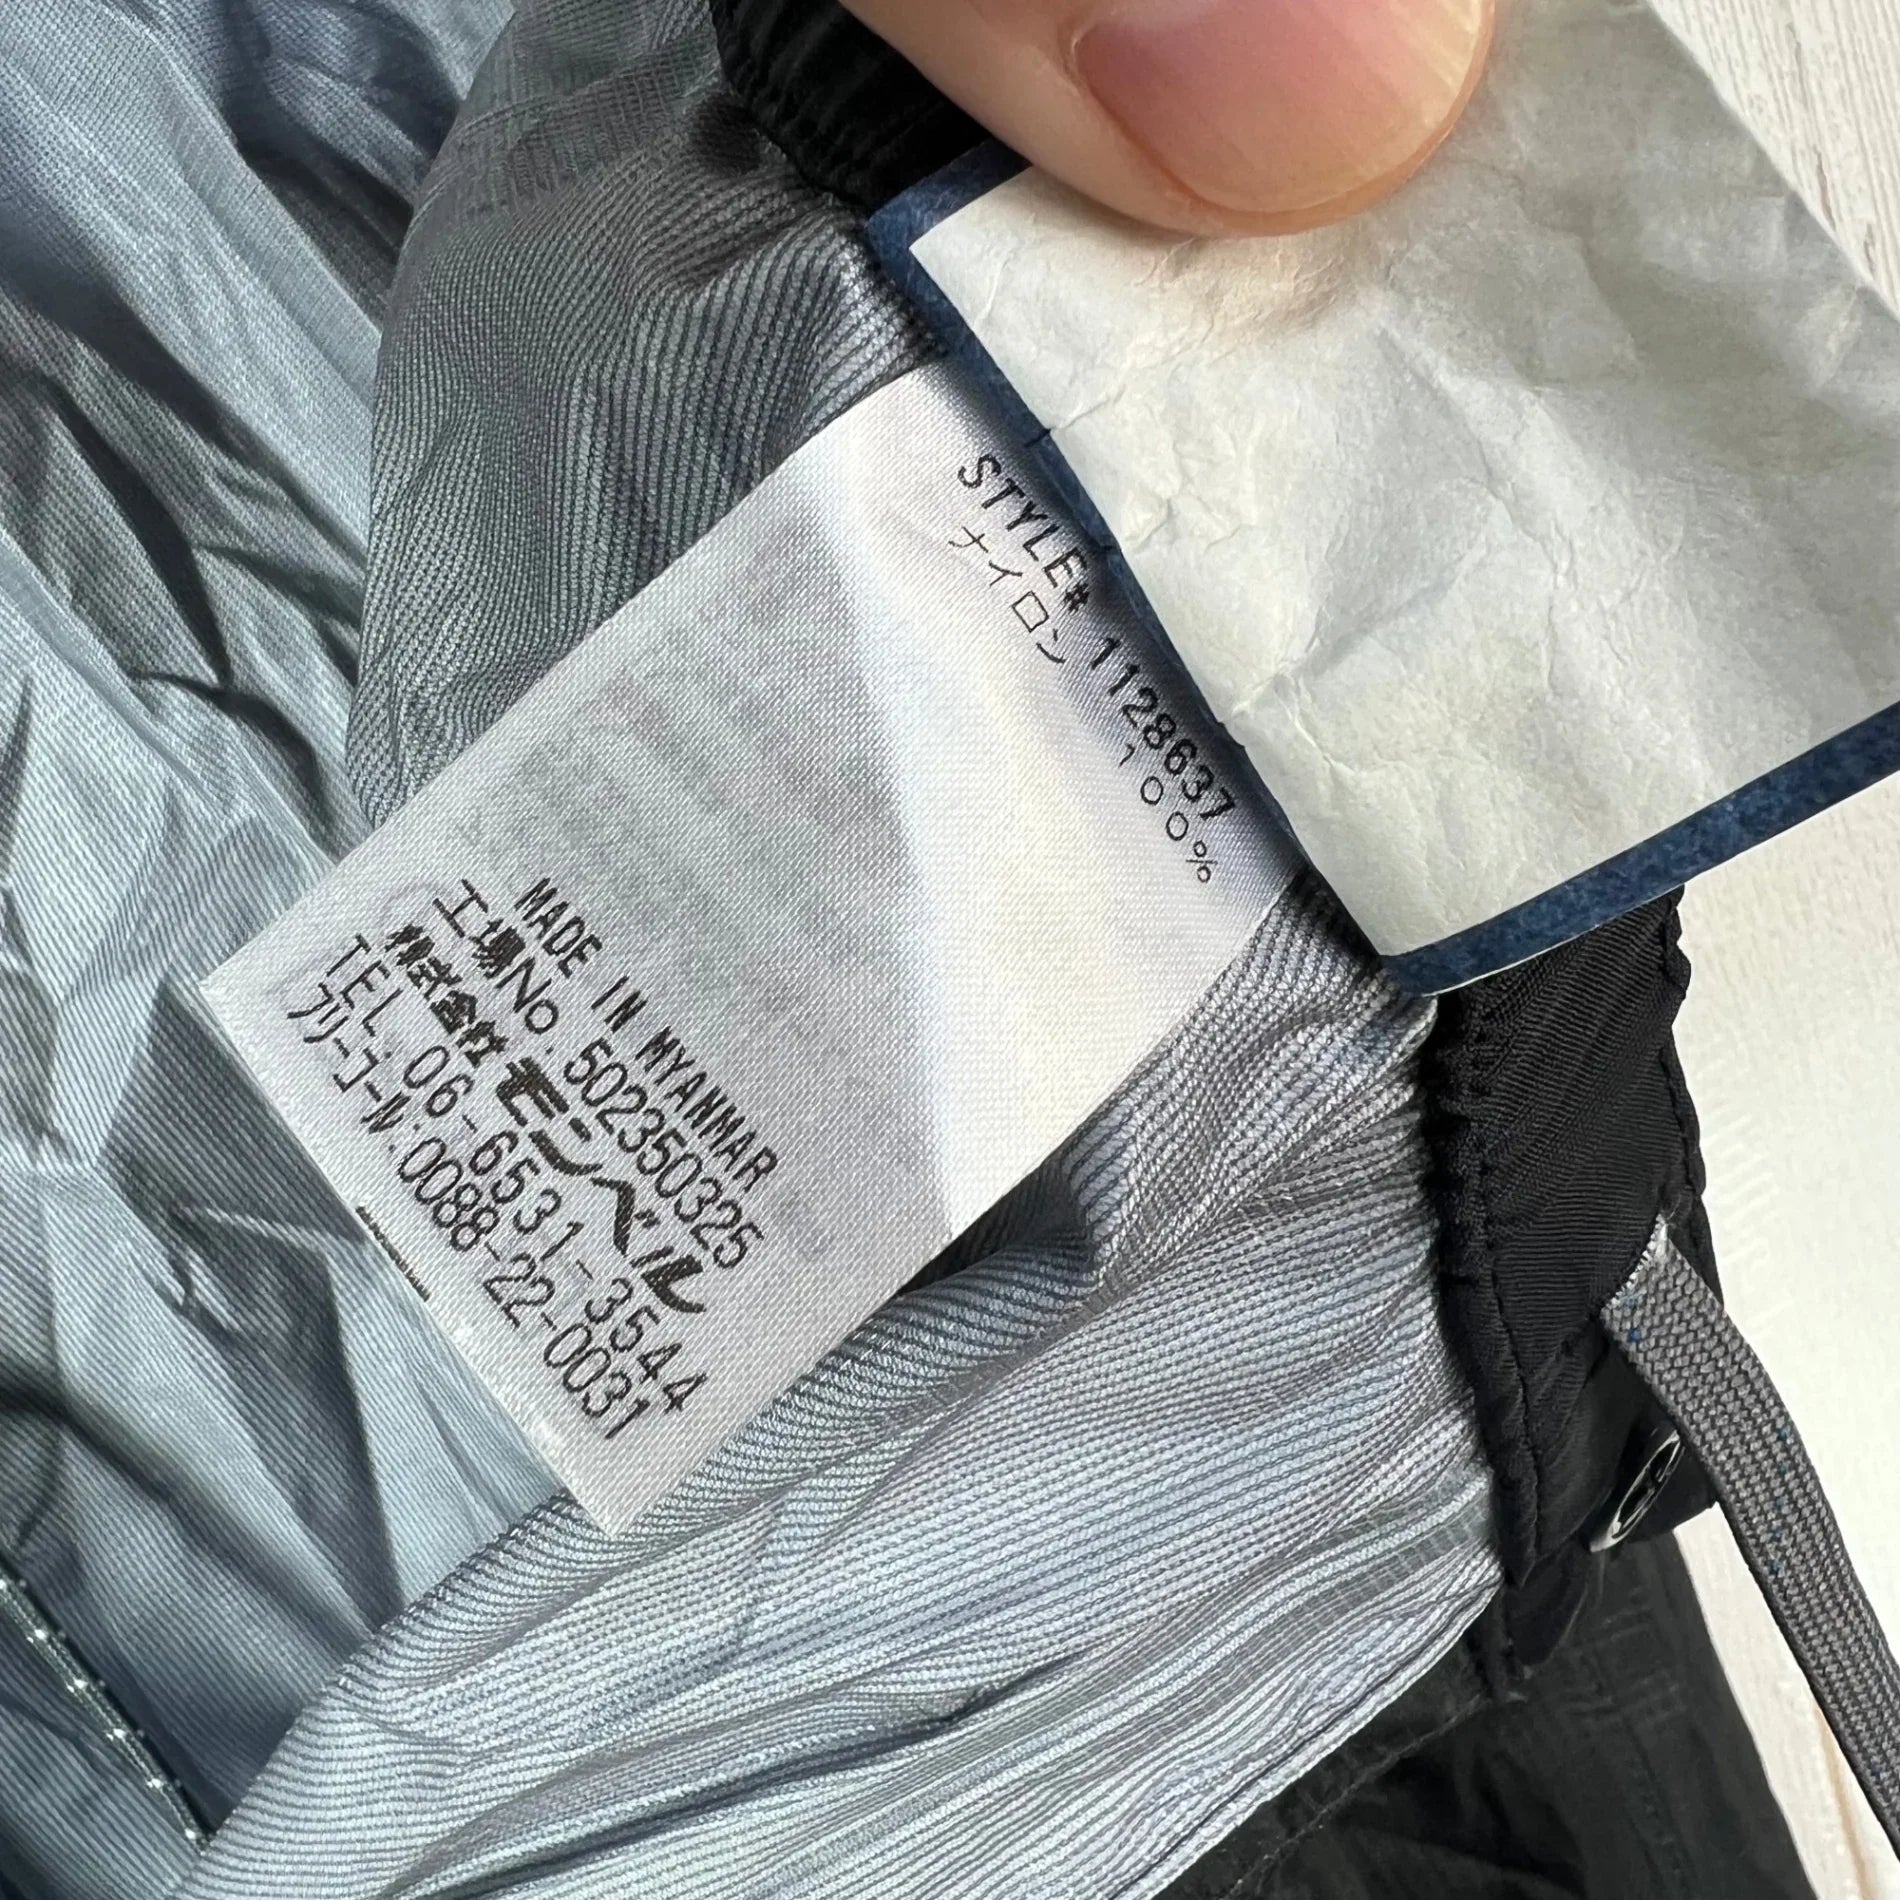 STYLE# 1128637
ナイロン 100%
MADE IN MYANMAR
工場No.502350325
株式会社 モンベル
TEL.06-6531-3544
フリーコール.0088-22-0031